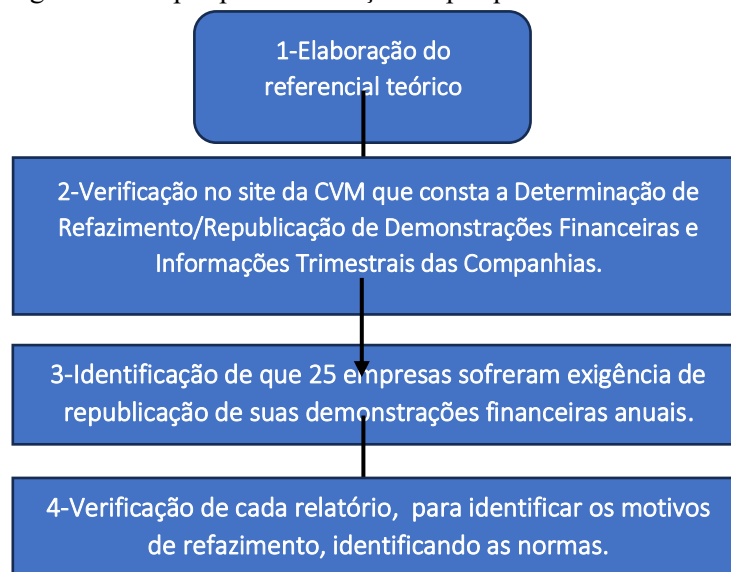 1-Elaboração do
referencial teórico
2-Verificação no site da CVM que consta a Determinação de
Refazimento/Republicação de Demonstrações Financeiras e
Informações Trimestrais das Companhias.
3-Identificação de que 25 empresas sofreram exigência de
republicação de suas demonstrações financeiras anuais.
4-Verificação de cada relatório, para identificar os motivos
de refazimento, identificando as normas.